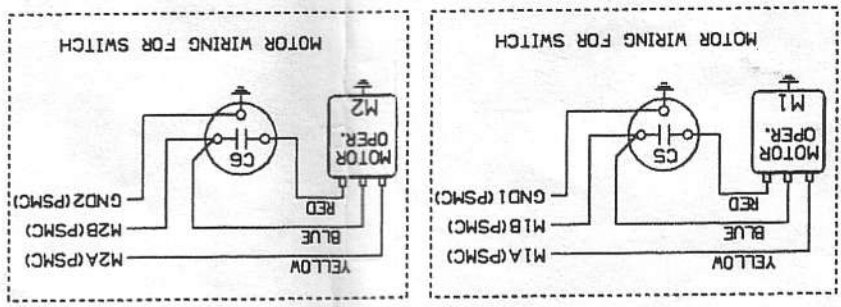 YELLOW M1A(PSMC)
BLUE M1B(PSMC)
RED GND1(PSMC)
MOTOR
OPER.
M1
C5
MOTOR WIRING FOR SWITCH
YELLOW M2A(PSMC)
BLUE M2B(PSMC)
RED GND2(PSMC)
MOTOR
OPER.
M2
C6
MOTOR WIRING FOR SWITCH